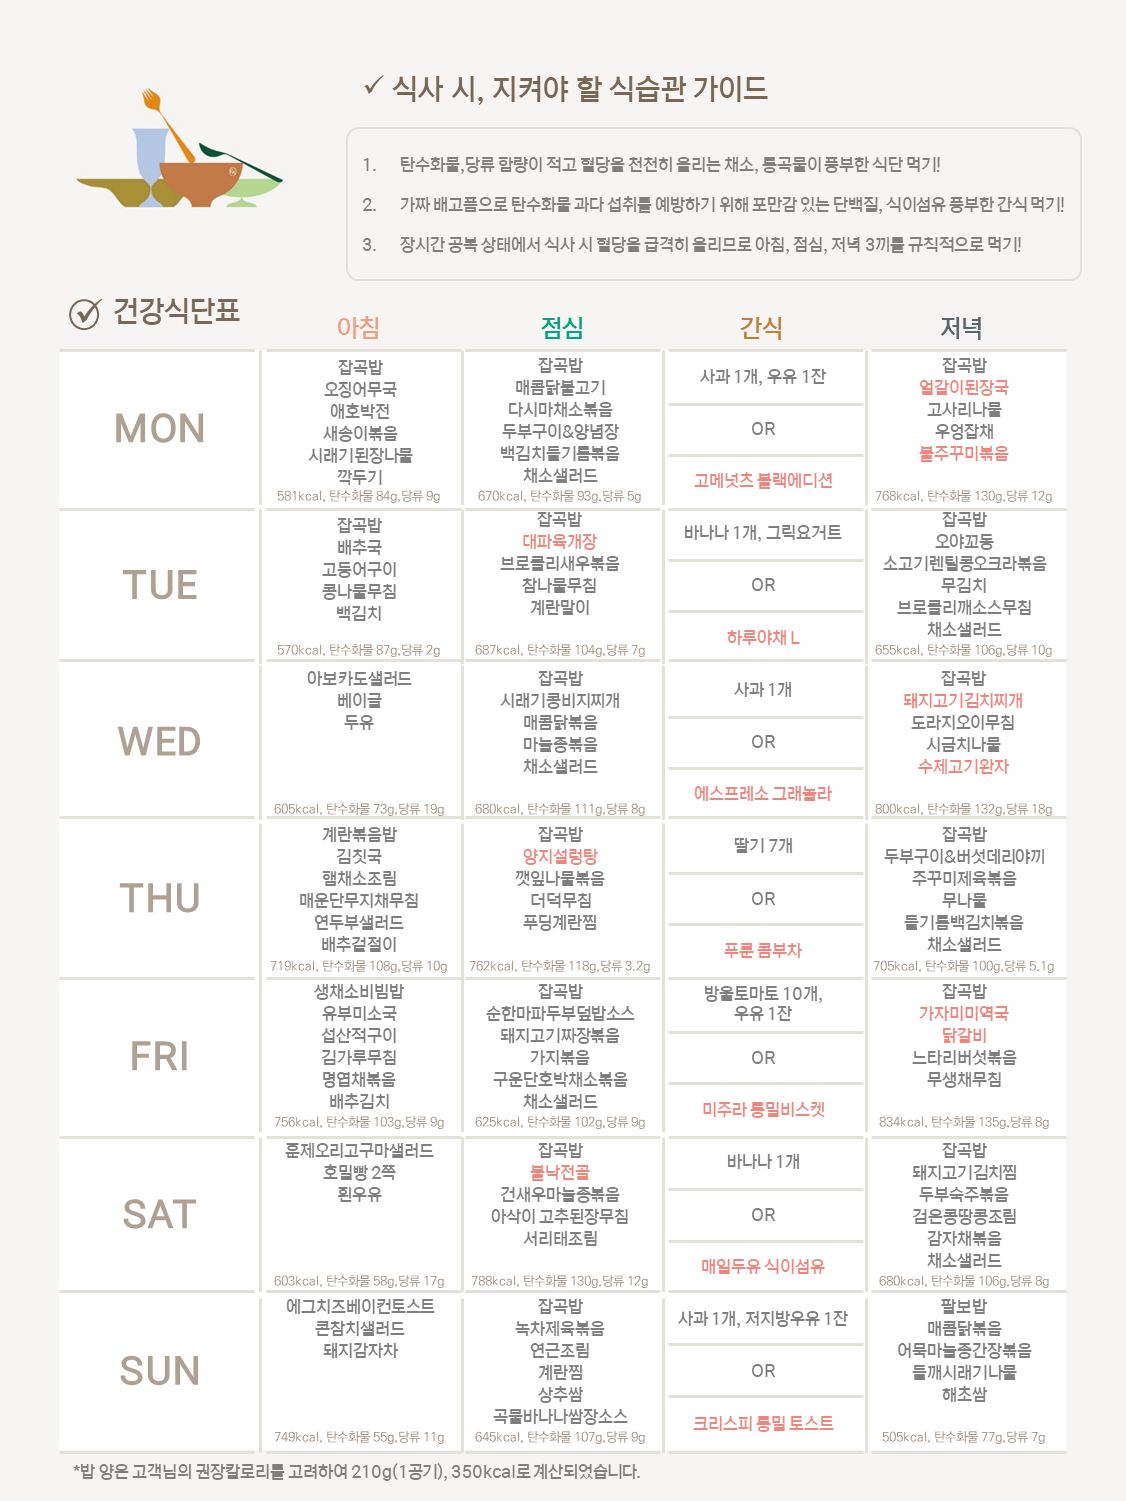 식사 시, 지켜야 할 식습관 가이드
1. 탄수화물,당류 함량이 적고 혈당을 천천히 올리는 채소, 통곡물이 풍부한 식단 먹기!
2. 가짜 배고픔으로 탄수화물 과다 섭취를 예방하기 위해 포만감 있는 단백질, 식이섬유 풍부한 간식 먹기!
3. 장시간 공복 상태에서 식사 시 혈당을 급격히 올리므로 아침, 점심, 저녁 3끼를 규칙적으로 먹기!
건강식단표
아침
점심
간식
저녁
MON
잡곡밥
오징어무국
애호박전
새송이볶음
시래기된장나물
깍두기
581kcal, 탄수화물 84g,당류 9g
잡곡밥
매콤닭불고기
다시마채소볶음
두부구이&양념장
백김치들기름볶음
채소샐러드
670kcal, 탄수화물 93g,당류 5g
사과 1개, 우유 1잔
OR
고메넛츠 블랙에디션
잡곡밥
얼갈이된장국
고사리나물
우엉잡채
불주꾸미볶음
768kcal, 탄수화물 130g,당류 12g
TUE
잡곡밥
배추국
고등어구이
콩나물무침
백김치
570kcal, 탄수화물 87g,당류 2g
잡곡밥
대파육개장
브로콜리새우볶음
참나물무침
계란말이
687kcal, 탄수화물 104g,당류 7g
바나나 1개, 그릭요거트
OR
하루야채 L
잡곡밥
오야꼬동
소고기렌틸콩오크라볶음
무김치
브로콜리깨소스무침
채소샐러드
655kcal, 탄수화물 106g,당류 10g
WED
아보카도샐러드
베이글
두유
605kcal, 탄수화물 73g,당류 19g
잡곡밥
시래기콩비지찌개
매콤닭볶음
마늘종볶음
채소샐러드
680kcal, 탄수화물 111g,당류 8g
사과 1개
OR
에스프레소 그래놀라
잡곡밥
돼지고기김치찌개
도라지오이무침
시금치나물
수제고기완자
800kcal, 탄수화물 132g,당류 18g
THU
계란볶음밥
김칫국
햄채소조림
매운단무지채무침
연두부샐러드
배추겉절이
719kcal, 탄수화물 108g,당류 10g
잡곡밥
양지설렁탕
깻잎나물볶음
더덕무침
푸딩계란찜
762kcal, 탄수화물 118g,당류 3.2g
딸기 7개
OR
푸룬 콤부차
잡곡밥
두부구이&버섯데리야끼
주꾸미제육볶음
무나물
들기름백김치볶음
채소샐러드
705kcal, 탄수화물 100g,당류 5.1g
FRI
생채소비빔밥
유부미소국
섭산적구이
김가루무침
명엽채볶음
배추김치
756kcal, 탄수화물 103g,당류 9g
잡곡밥
순한마파두부덮밥소스
돼지고기짜장볶음
가지볶음
구운단호박채소볶음
채소샐러드
625kcal, 탄수화물 102g,당류 9g
방울토마토 10개,
우유 1잔
OR
미주라 통밀비스켓
잡곡밥
가자미미역국
닭갈비
느타리버섯볶음
무생채무침
834kcal, 탄수화물 135g,당류 8g
SAT
훈제오리고구마샐러드
호밀빵 2쪽
흰우유
603kcal, 탄수화물 58g,당류 17g
잡곡밥
불낙전골
건새우마늘종볶음
아삭이 고추된장무침
서리태조림
788kcal, 탄수화물 130g,당류 12g
바나나 1개
OR
매일두유 식이섬유
잡곡밥
돼지고기김치찜
두부숙주볶음
검은콩땅콩조림
감자채볶음
채소샐러드
680kcal, 탄수화물 106g,당류 8g
SUN
에그치즈베이컨토스트
콘참치샐러드
돼지감자차
749kcal, 탄수화물 55g,당류 11g
잡곡밥
녹차제육볶음
연근조림
계란찜
상추쌈
곡물바나나쌈장소스
645kcal, 탄수화물 107g,당류 9g
사과 1개, 저지방우유 1잔
OR
크리스피 통밀 토스트
팥보밥
매콤닭볶음
어묵마늘종간장볶음
들깨시래기나물
해초쌈
505kcal, 탄수화물 77g,당류 7g
*밥 양은 고객님의 권장칼로리를 고려하여 210g(1공기), 350kcal로 계산되었습니다.